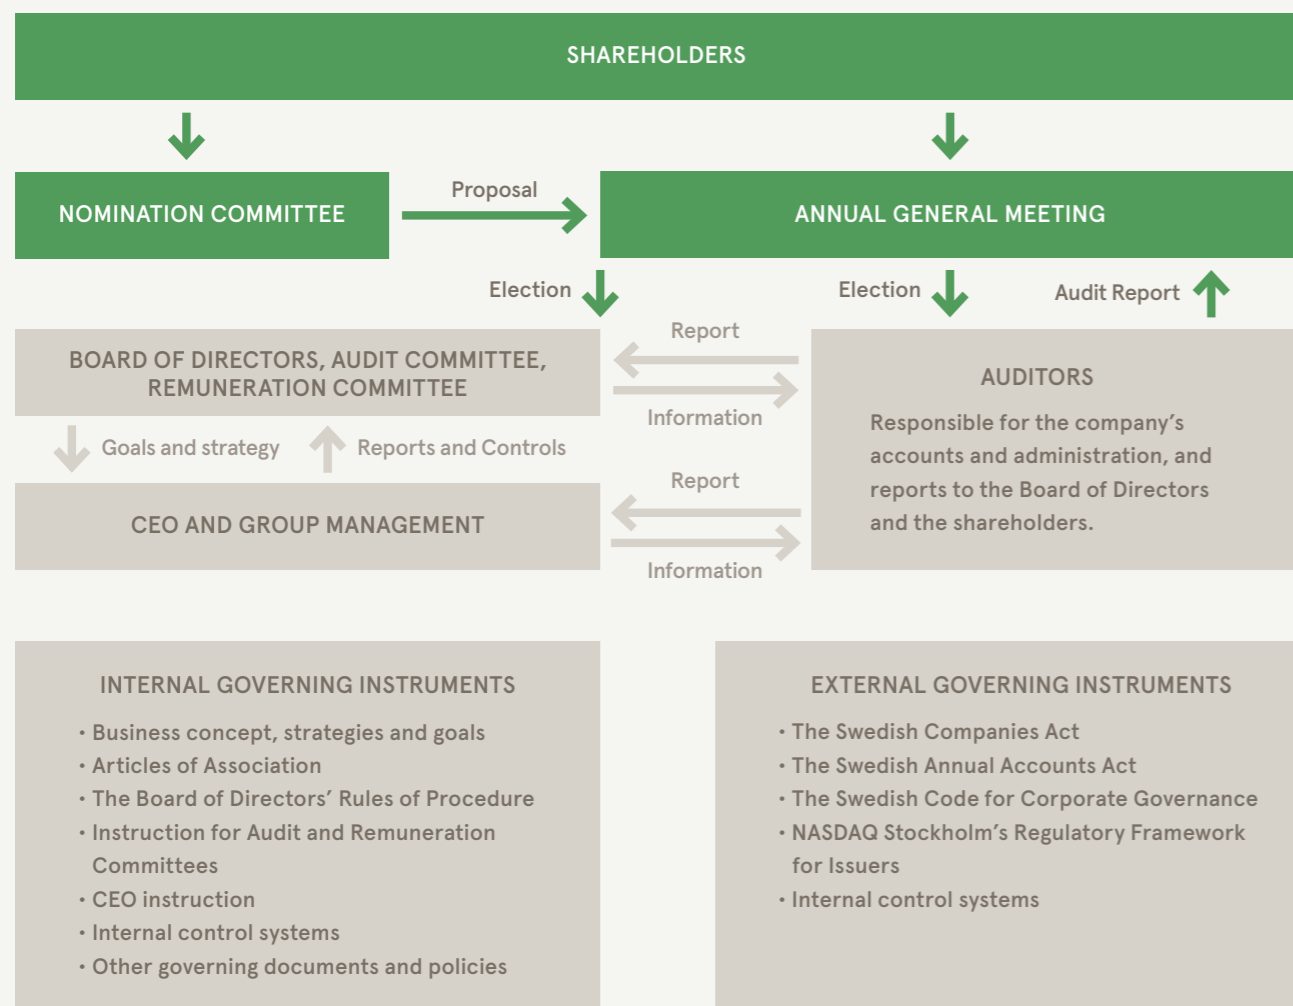 SHAREHOLDERS
Proposal
NOMINATION COMMITTEE
ANNUAL GENERAL MEETING
Election
Election
Audit Report
Report
BOARD OF DIRECTORS, AUDIT COMMITTEE,
REMUNERATION COMMITTEE
Information
Goals and strategy
Reports and Controls
Report
CEO AND GROUP MANAGEMENT
Information
AUDITORS
Responsible for the company’s
accounts and administration, and
reports to the Board of Directors
and the shareholders.
INTERNAL GOVERNING INSTRUMENTS
• Business concept, strategies and goals
• Articles of Association
• The Board of Directors’ Rules of Procedure
• Instruction for Audit and Remuneration
Committees
• CEO instruction
• Internal control systems
• Other governing documents and policies
EXTERNAL GOVERNING INSTRUMENTS
• The Swedish Companies Act
• The Swedish Annual Accounts Act
• The Swedish Code for Corporate Governance
• NASDAQ Stockholm’s Regulatory Framework
for Issuers
• Internal control systems